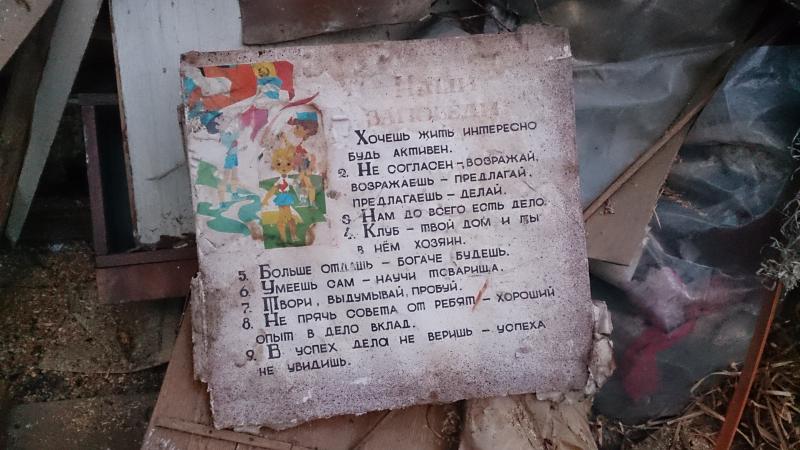 Наши
заповеди
Хочешь жить интересно
будь активен.
2. Не согласен – возражай,
возражаешь – предлагай,
предлагаешь – делай.
3 Нам до всего есть дело.
4. Клуб – твой дом и ты
в нём хозяин.
5. Больше отдашь – богаче будешь.
6. Умеешь сам – научи товарища.
7. Твори, выдумывай, пробуй.
8. Не прячь совета от ребят – хороший
опыт в дело вклад.
9. В успех дела не веришь – успеха
не увидишь.